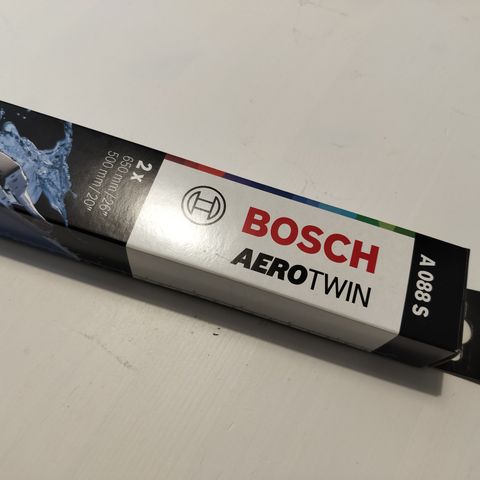 2 x
650 mm/26"
500 mm/20"
BOSCH
AEROTWIN
A 088 S